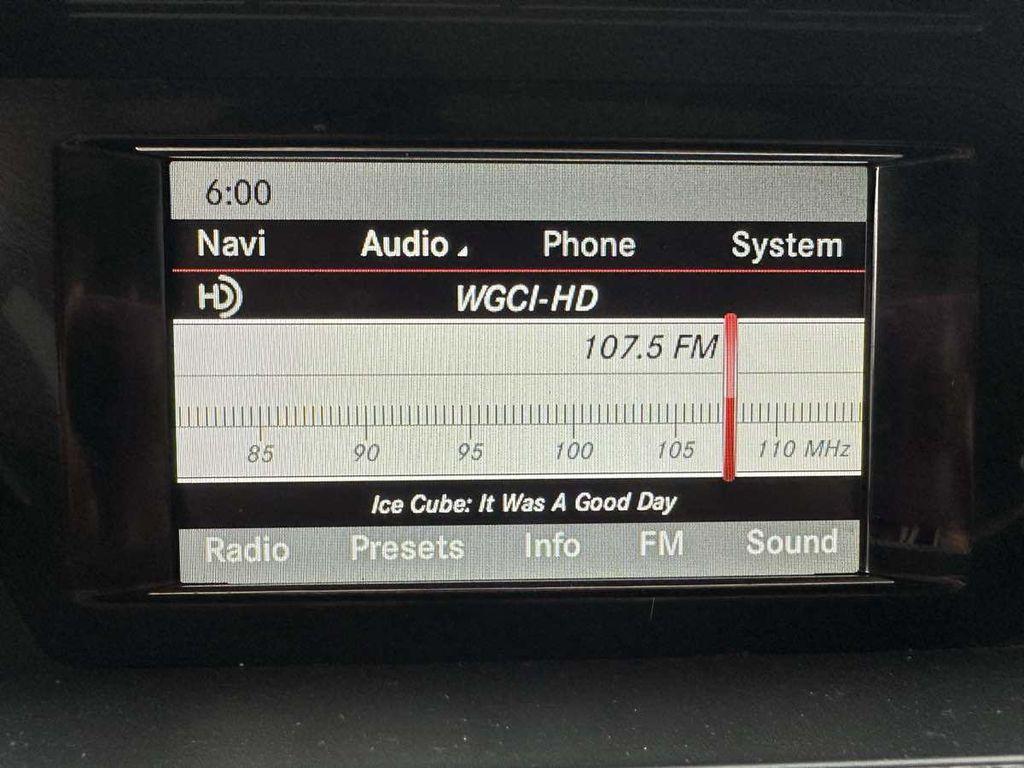 6:00
Navi Audio Phone System
HD WGCI-HD
107.5 FM
85 90 95 100 105 110 MHz
Ice Cube: It Was A Good Day
Radio Presets Info FM Sound